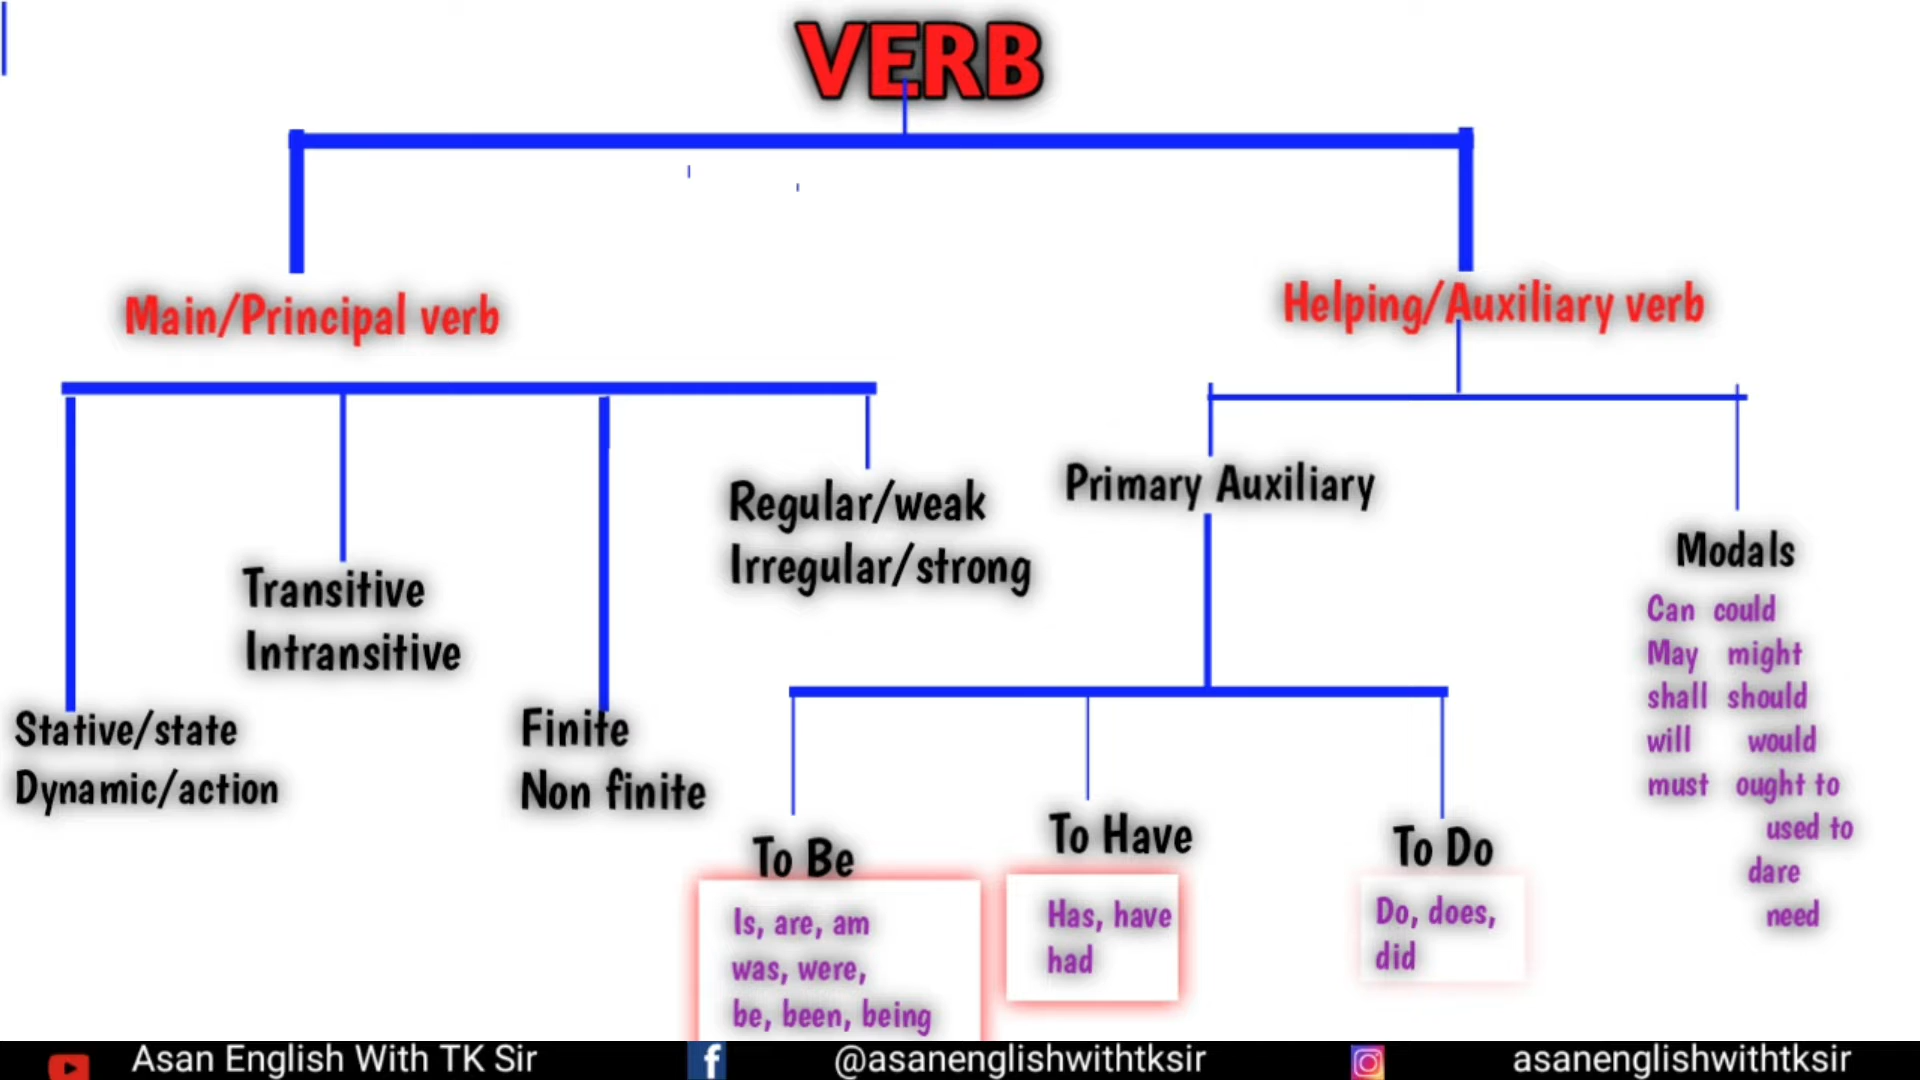 VERB
Main/Principal verb
Helping/Auxiliary verb
Regular/weak
Irregular/strong
Primary Auxiliary
Transitive
Intransitive
Stative/state
Dynamic/action
Finite
Non finite
To Be
Is, are, am
was, were,
be, been, being
To Have
Has, have
had
To Do
Do, does,
did
Modals
Can could
May might
shall should
will would
must ought to
used to
dare
need
Asan English With TK Sir
@asanenglishwithtksir
asanenglishwithtksir